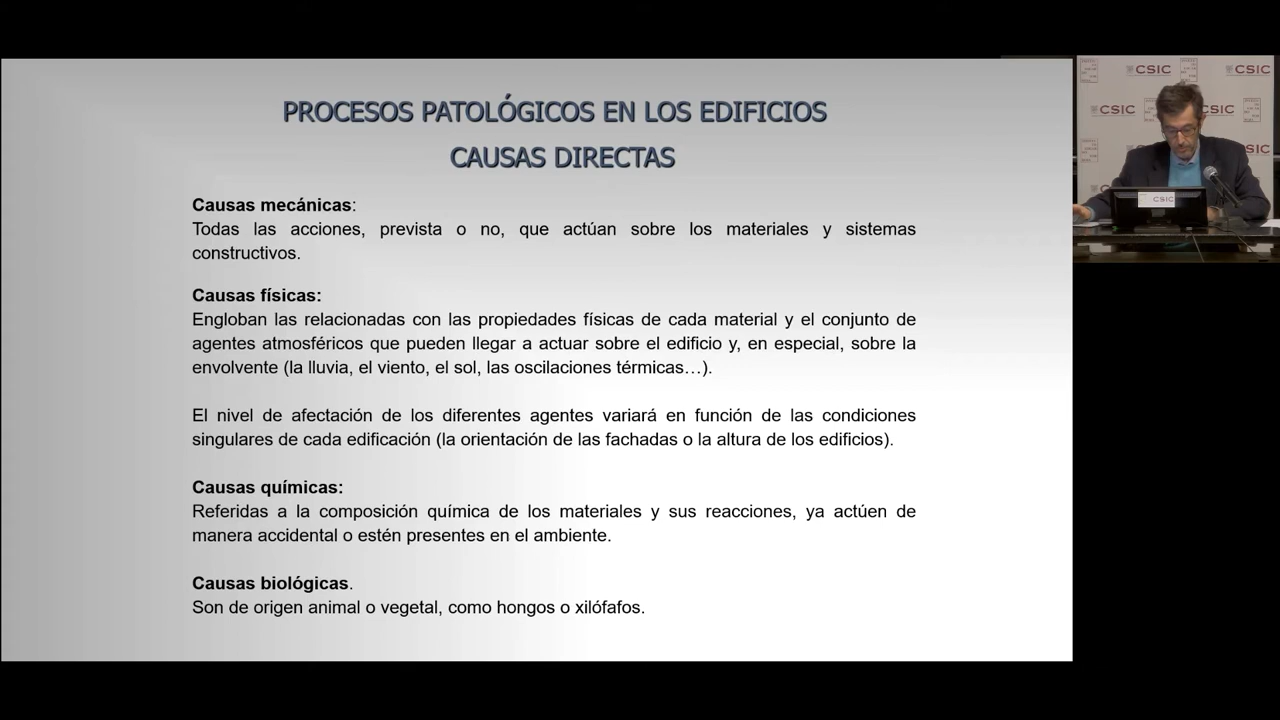 PROCESOS PATOLÓGICOS EN LOS EDIFICIOS
CAUSAS DIRECTAS
Causas mecánicas:
Todas las acciones, prevista o no, que actúan sobre los materiales y sistemas
constructivos.
Causas físicas:
Engloban las relacionadas con las propiedades físicas de cada material y el conjunto de
agentes atmosféricos que pueden llegar a actuar sobre el edificio y, en especial, sobre la
envolvente (la lluvia, el viento, el sol, las oscilaciones térmicas…).
El nivel de afectación de los diferentes agentes variará en función de las condiciones
singulares de cada edificación (la orientación de las fachadas o la altura de los edificios).
Causas químicas:
Referidas a la composición química de los materiales y sus reacciones, ya actúen de
manera accidental o estén presentes en el ambiente.
Causas biológicas.
Son de origen animal o vegetal, como hongos o xilófafos.
CSIC
CSIC
CSIC
CSIC
CSIC